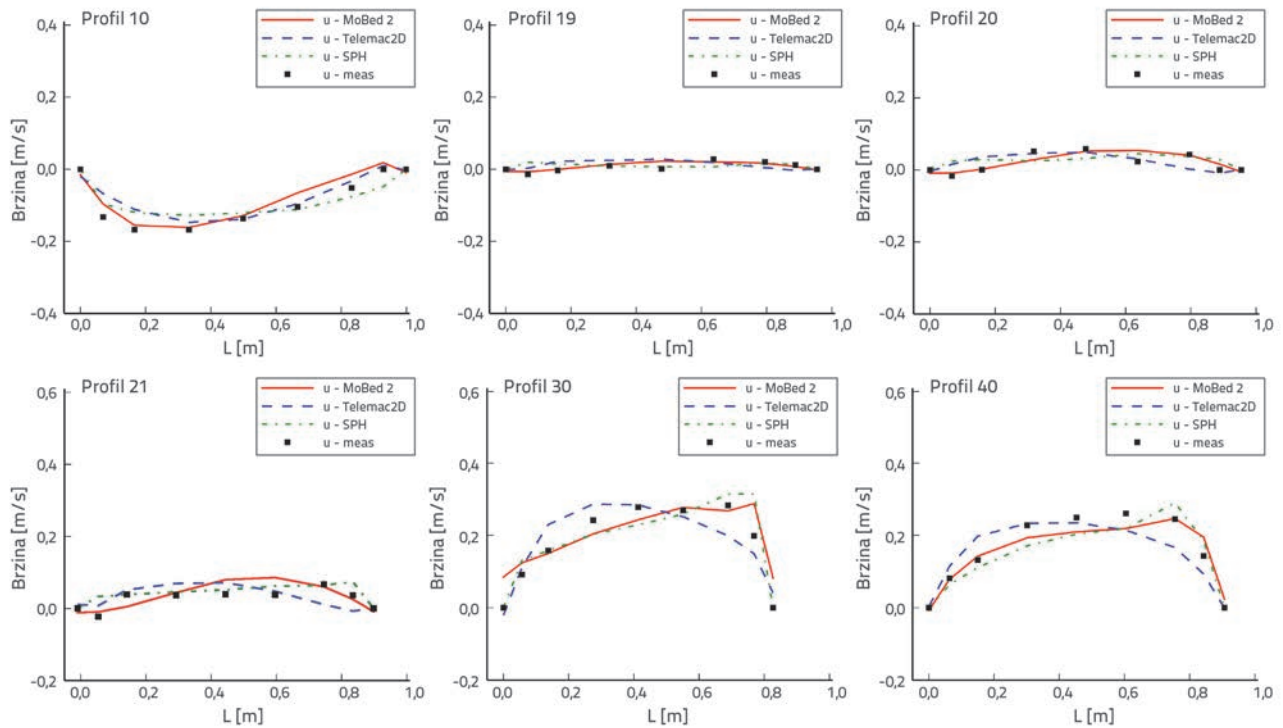 Profil 10
u - MoBed 2
u - Telemac2D
u - SPH
u - meas
Brzina [m/s]
0,4
0,2
0,0
-0,2
-0,4
0,0 0,2 0,4 0,6 0,8 1,0
L [m]
Profil 19
u - MoBed 2
u - Telemac2D
u - SPH
u - meas
Brzina [m/s]
0,4
0,2
0,0
-0,2
-0,4
0,0 0,2 0,4 0,6 0,8 1,0
L [m]
Profil 20
u - MoBed 2
u - Telemac2D
u - SPH
u - meas
Brzina [m/s]
0,4
0,2
0,0
-0,2
-0,4
0,0 0,2 0,4 0,6 0,8 1,0
L [m]
Profil 21
u - MoBed 2
u - Telemac2D
u - SPH
u - meas
Brzina [m/s]
0,6
0,4
0,2
0,0
-0,2
0,0 0,2 0,4 0,6 0,8 1,0
L [m]
Profil 30
u - MoBed 2
u - Telemac2D
u - SPH
u - meas
Brzina [m/s]
0,6
0,4
0,2
0,0
-0,2
0,0 0,2 0,4 0,6 0,8 1,0
L [m]
Profil 40
u - MoBed 2
u - Telemac2D
u - SPH
u - meas
Brzina [m/s]
0,6
0,4
0,2
0,0
-0,2
0,0 0,2 0,4 0,6 0,8 1,0
L [m]